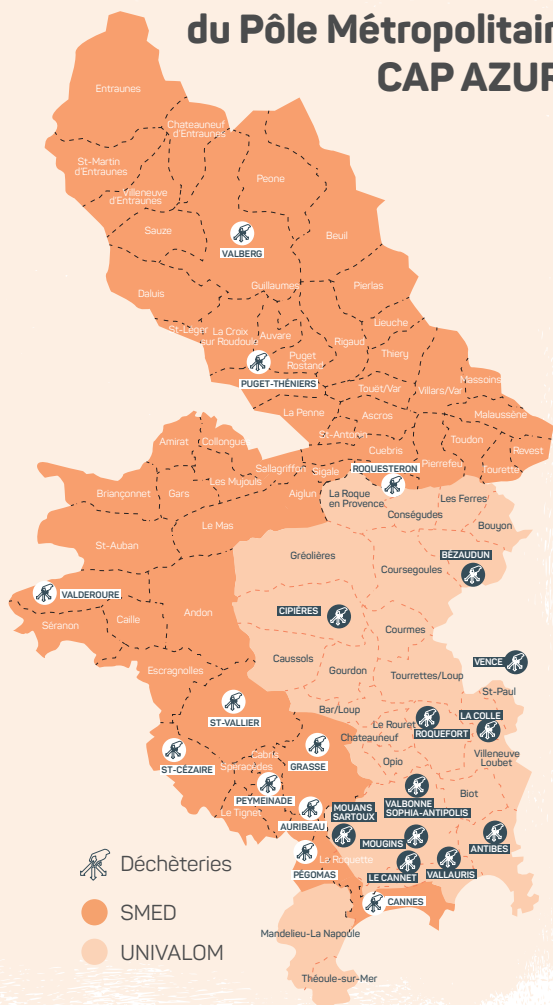 du Pôle Métropolitain
CAP AZUR
Entraunes
Chateauneuf
d'Entraunes
St-Martin
d'Entraunes
Peone
Villeneuve
d'Entraunes
Sauze
Beuil
VALBERG
Daluis
Guillaumes
Pierlas
St-Léger
La Croix
sur Roudoule
Auvare
Lieuche
Rigaud
Thiery
Puget
Rostand
PUGET-THÉNIERS
Touët/Var
Villars/Var
Massoins
La Penne
Ascros
Malaussène
St-Antonin
Toudon
Amirat
Collongues
Cuebris
Revest
Sallagriffon
Sigale
ROQUESTERON
Pierrefeu
Tourette
Les Mujouls
Briançonnet
Gars
Aiglun
La Roque
en Provence
Les Ferres
Conségudes
Bouyon
Le Mas
St-Auban
Gréolières
BÉZAUDUN
Coursegoules
VALDEROURE
CIPIÈRES
Andon
Caille
Séranon
Courmes
Caussols
VENCE
Escragnolles
Gourdon
Tourrettes/Loup
St-Paul
ST-VALLIER
Bar/Loup
LA COLLE
Le Rouret
ROQUEFORT
Chateauneuf
ST-CÉZAIRE
Cabris
Spéracèdes
GRASSE
Opio
Villeneuve
Loubet
PEYMEINADE
Biot
Le Tignet
MOUANS
SARTOUX
VALBONNE
SOPHIA-ANTIPOLIS
AURIBEAU
MOUGINS
ANTIBES
La Roquette
Déchèteries
PÉGOMAS
LE CANNET
VALLAURIS
CANNES
SMED
Mandelieu-La Napoule
UNIVALOM
Théoule-sur-Mer